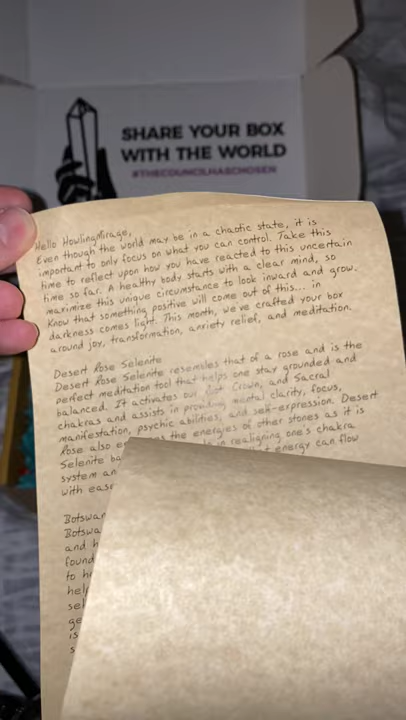 SHARE YOUR BOX
WITH THE WORLD
#THECOUNCILHASCHOSEN
Hello HowlingMirage,
Even though the world may be in a chaotic state, it is
important to only focus on what you can control. Take this
time to reflect upon how you have reacted to this uncertain
time so far. A healthy body starts with a clear mind, so
maximize this unique circumstance to look inward and grow.
Know that something positive will come out of this... in
darkness comes light. This month, we've crafted your box
around joy, transformation, anxiety relief, and meditation.
Desert Rose Selenite
Desert Rose Selenite resembles that of a rose and is the
perfect meditation tool that helps one stay grounded and
balanced. It activates our Crown, and Sacral
chakras and assists in providing mental clarity, focus,
manifestation, psychic abilities, and self-expression. Desert
Rose also the energies of other stones as it is
Selenite in realigning one's chakra
system energy can flow
with
and
to